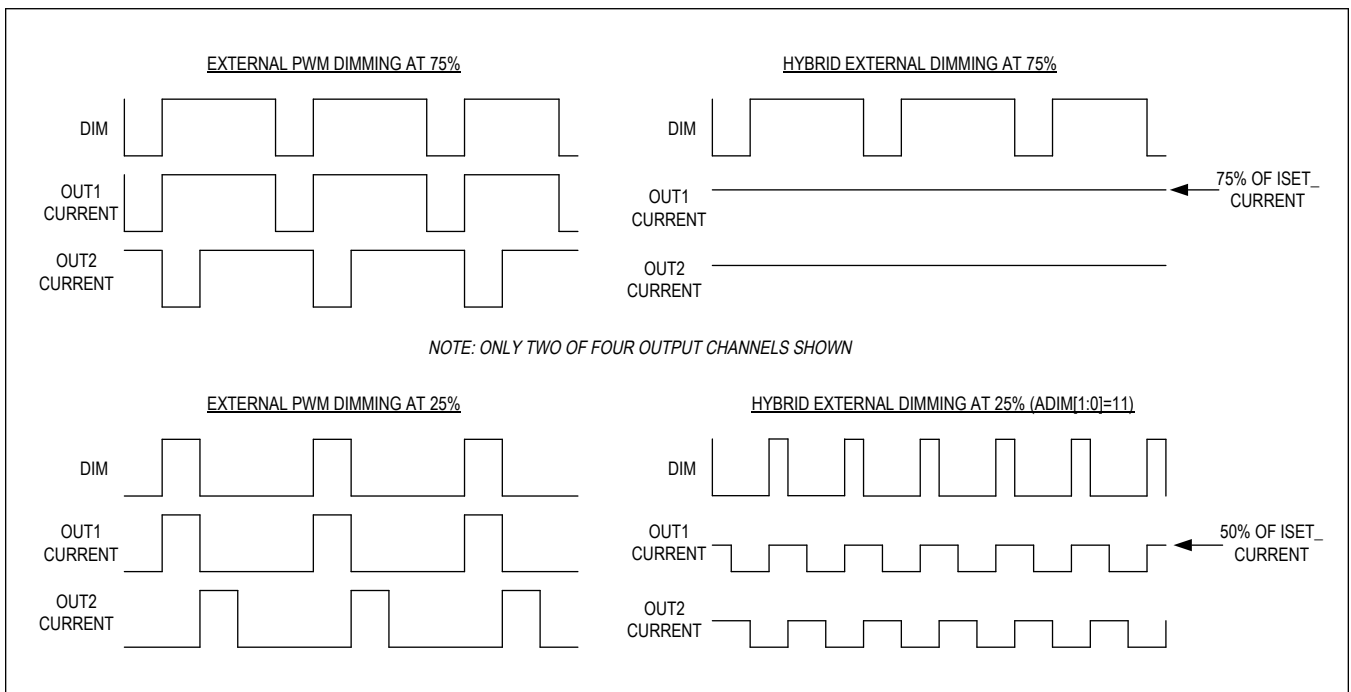 EXTERNAL PWM DIMMING AT 75%
DIM
OUT1
CURRENT
OUT2
CURRENT
HYBRID EXTERNAL DIMMING AT 75%
DIM
OUT1
CURRENT
75% OF ISET_
CURRENT
OUT2
CURRENT
NOTE: ONLY TWO OF FOUR OUTPUT CHANNELS SHOWN
EXTERNAL PWM DIMMING AT 25%
DIM
OUT1
CURRENT
OUT2
CURRENT
HYBRID EXTERNAL DIMMING AT 25% (ADIM[1:0]=11)
DIM
OUT1
CURRENT
50% OF ISET_
CURRENT
OUT2
CURRENT